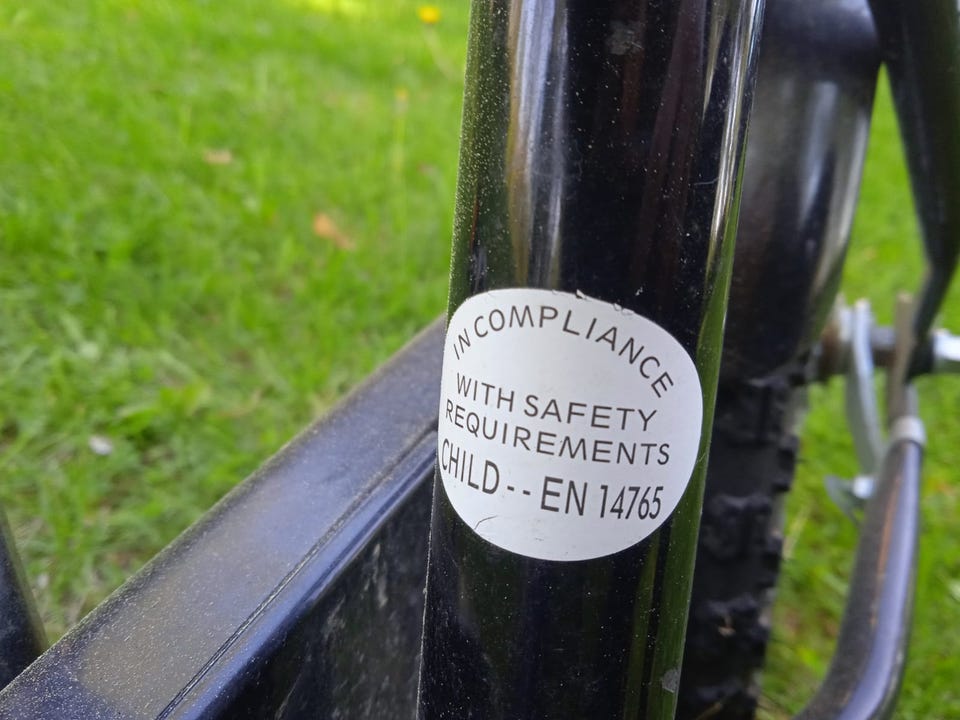 IN COMPLIANCE
WITH SAFETY
REQUIREMENTS
CHILD -- EN 14765